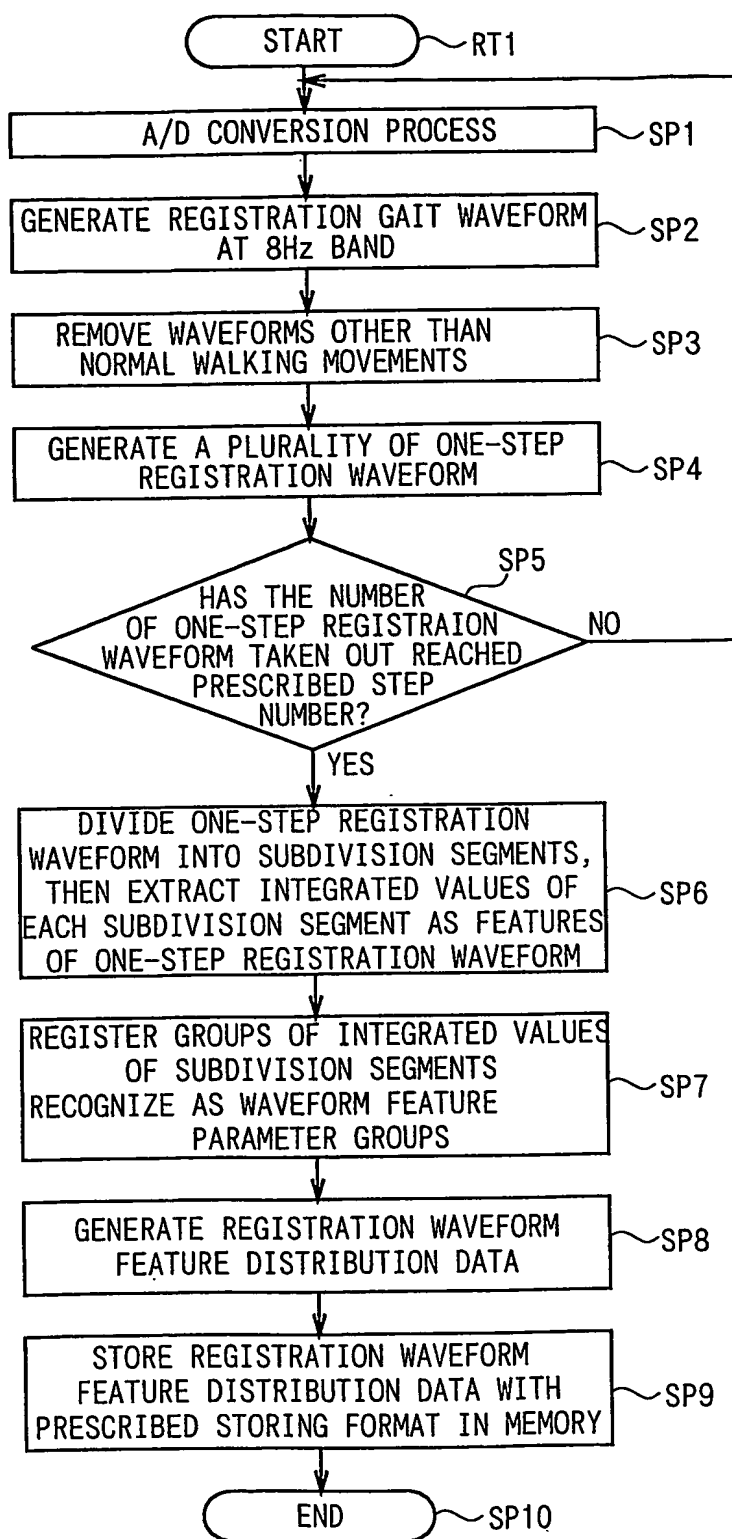 START
RT1
A/D CONVERSION PROCESS
SP1
GENERATE REGISTRATION GAIT WAVEFORM
AT 8Hz BAND
SP2
REMOVE WAVEFORMS OTHER THAN
NORMAL WALKING MOVEMENTS
SP3
GENERATE A PLURALITY OF ONE-STEP
REGISTRATION WAVEFORM
SP4
SP5
HAS THE NUMBER
OF ONE-STEP REGISTRAION
WAVEFORM TAKEN OUT REACHED
PRESCRIBED STEP
NUMBER?
NO
YES
DIVIDE ONE-STEP REGISTRATION
WAVEFORM INTO SUBDIVISION SEGMENTS,
THEN EXTRACT INTEGRATED VALUES OF
EACH SUBDIVISION SEGMENT AS FEATURES
OF ONE-STEP REGISTRATION WAVEFORM
SP6
REGISTER GROUPS OF INTEGRATED VALUES
OF SUBDIVISION SEGMENTS
RECOGNIZE AS WAVEFORM FEATURE
PARAMETER GROUPS
SP7
GENERATE REGISTRATION WAVEFORM
FEATURE DISTRIBUTION DATA
SP8
STORE REGISTRATION WAVEFORM
FEATURE DISTRIBUTION DATA WITH
PRESCRIBED STORING FORMAT IN MEMORY
SP9
END
SP10